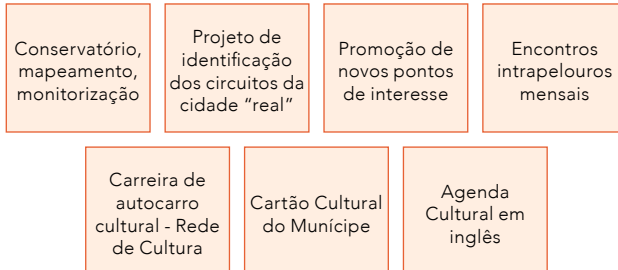 Conservatório,
mapeamento,
monitorização
Projeto de
identificação
dos circuitos da
cidade “real”
Promoção de
novos pontos
de interesse
Encontros
intrapelouros
mensais
Carreira de
autocarro
cultural - Rede
de Cultura
Cartão Cultural
do Munícipe
Agenda
Cultural em
inglês